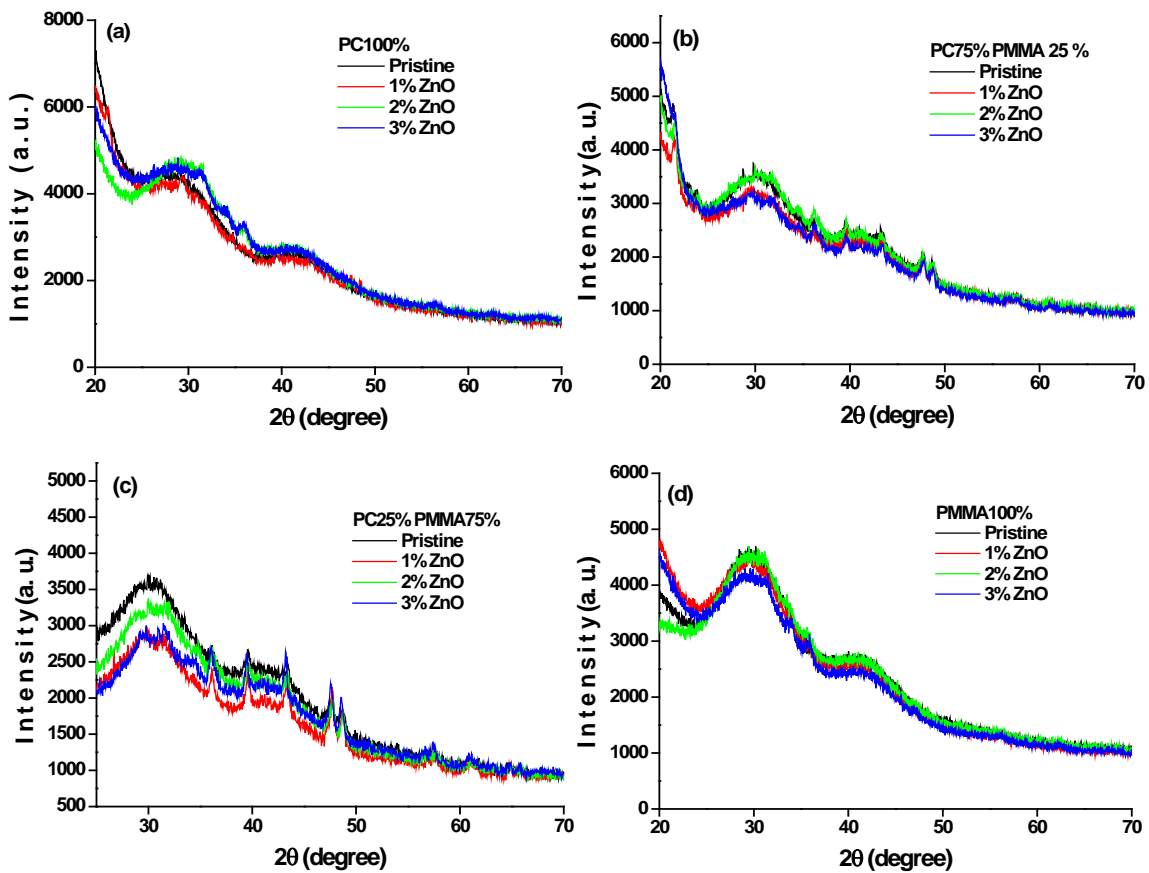 (a)
PC100%
Pristine
1% ZnO
2% ZnO
3% ZnO
8000
6000
4000
2000
0
20 30 40 50 60 70
2θ (degree)
Intensity (a.u.)
(b)
PC75% PMMA 25 %
Pristine
1% ZnO
2% ZnO
3% ZnO
6000
5000
4000
3000
2000
1000
0
20 30 40 50 60 70
2θ (degree)
Intensity (a.u.)
(c)
PC25% PMMA75%
Pristine
1% ZnO
2% ZnO
3% ZnO
5000
4500
4000
3500
3000
2500
2000
1500
1000
500
30 40 50 60 70
2θ (degree)
Intensity (a.u.)
(d)
PMMA100%
Pristine
1% ZnO
2% ZnO
3% ZnO
6000
5000
4000
3000
2000
1000
0
20 30 40 50 60 70
2θ (degree)
Intensity (a.u.)